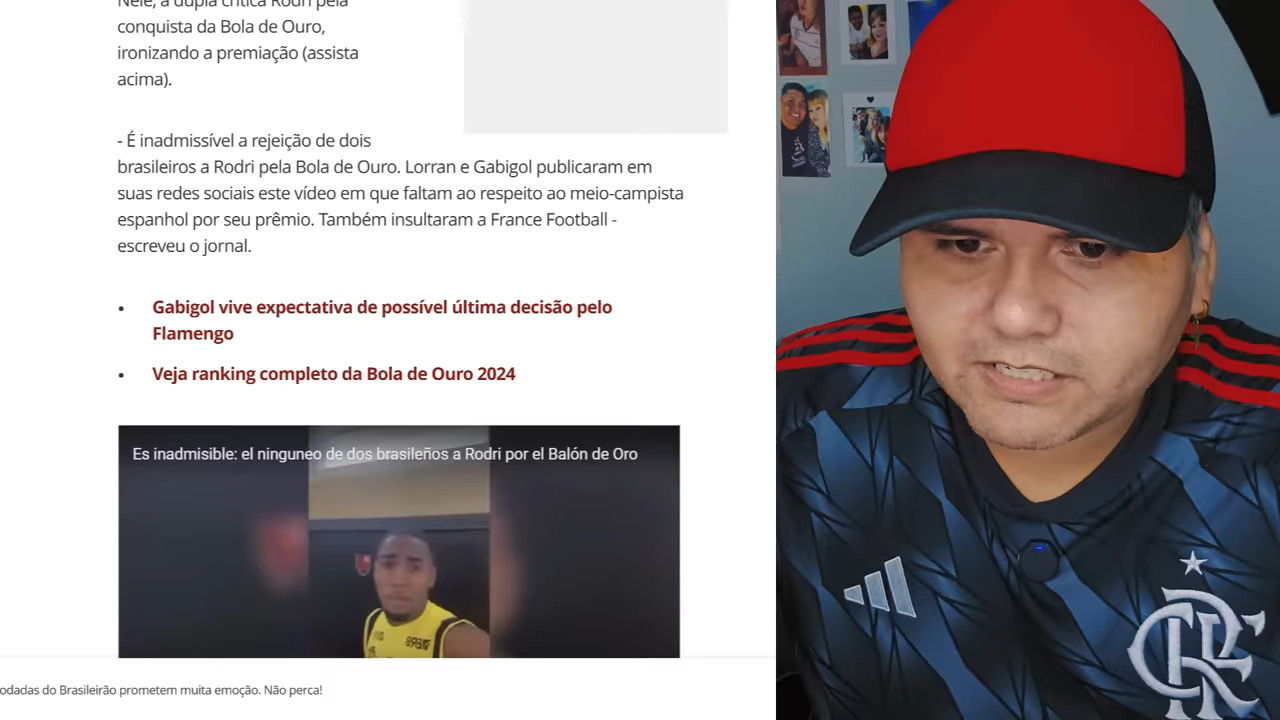 Nele, a dupla critica Rodri pela
conquista da Bola de Ouro,
ironizando a premiação (assista
acima).
- É inadmissível a rejeição de dois
brasileiros a Rodri pela Bola de Ouro. Lorran e Gabigol publicaram em
suas redes sociais este vídeo em que faltam ao respeito ao meio-campista
espanhol por seu prêmio. Também insultaram a France Football -
escreveu o jornal.
• Gabigol vive expectativa de possível última decisão pelo
Flamengo
• Veja ranking completo da Bola de Ouro 2024
Es inadmisible: el ninguneo de dos brasileños a Rodri por el Balón de Oro
odadas do Brasileirão prometem muita emoção. Não perca!
CRF